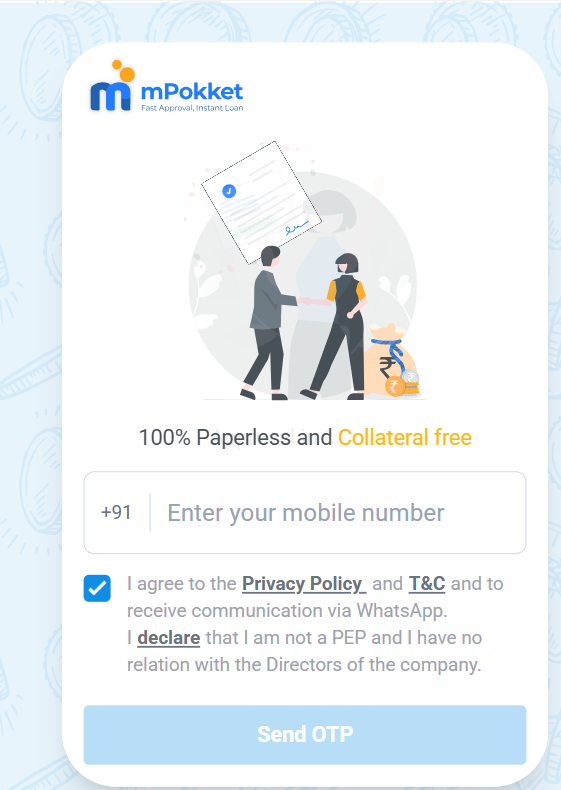 mPokket
Fast Approval, Instant Loan
100% Paperless and Collateral free
+91 Enter your mobile number
I agree to the Privacy Policy and T&C and to
receive communication via WhatsApp.
I declare that I am not a PEP and I have no
relation with the Directors of the company.
Send OTP